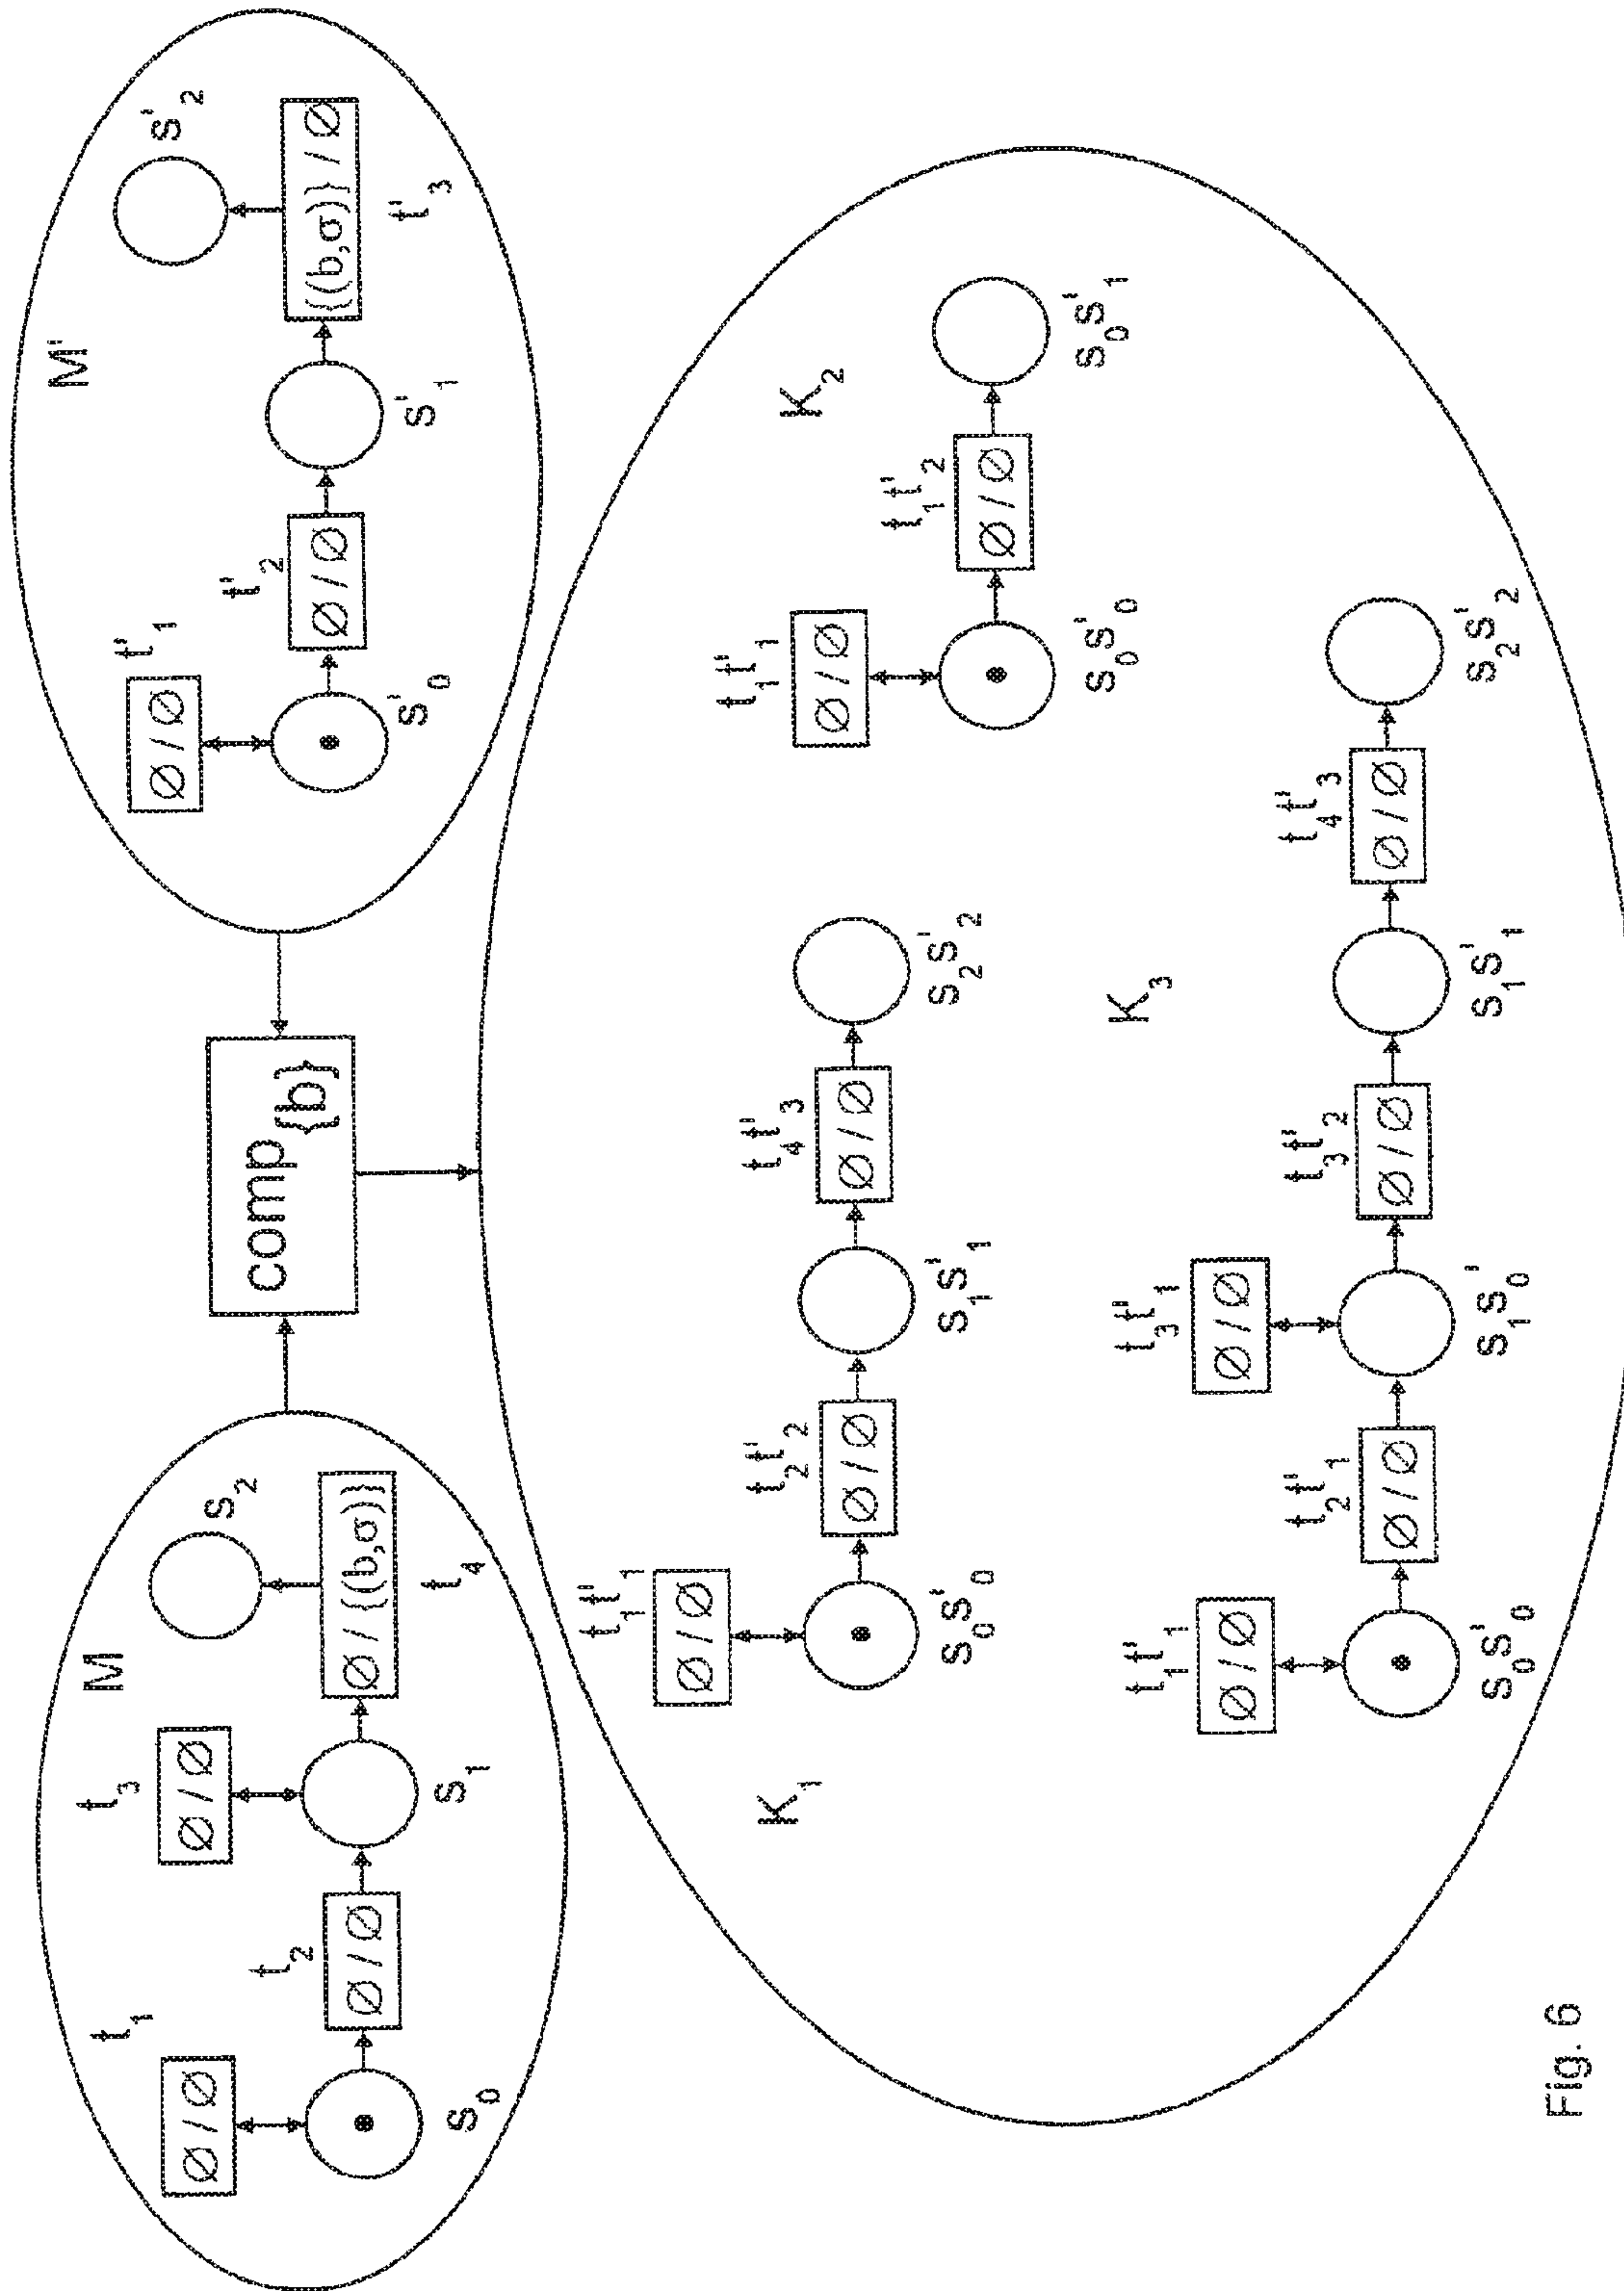 M
t₁
∅ / ∅
t₂
∅ / ∅
t₃
∅ / ∅
s₀
s₁
s₂
∅ / {(b,σ)}
t₄
comp{b}
M'
t'₁
∅ / ∅
t'₂
∅ / ∅
s'₀
s'₁
s'₂
{(b,σ)} / ∅
t'₃
K₁
t₁t'₁
∅ / ∅
t₂t'₂
∅ / ∅
t₄t'₃
∅ / ∅
s₀s'₀
s₁s'₁
s₂s'₂
K₂
t₁t'₁
∅ / ∅
t₁t'₂
∅ / ∅
s₀s'₀
s₀s'₁
K₃
t₁t'₁
∅ / ∅
t₂t'₁
∅ / ∅
t₃t'₁
∅ / ∅
t₃t'₂
∅ / ∅
t₄t'₃
∅ / ∅
s₀s'₀
s₁s'₀
s₁s'₁
s₂s'₂
Fig. 6